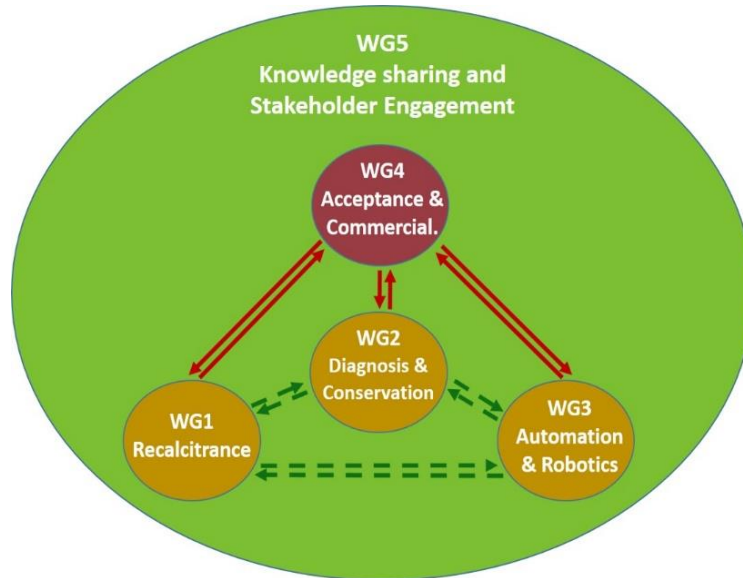 WG5
Knowledge sharing and
Stakeholder Engagement
WG4
Acceptance &
Commercial.
WG2
Diagnosis &
Conservation
WG1
Recalcitrance
WG3
Automation
& Robotics